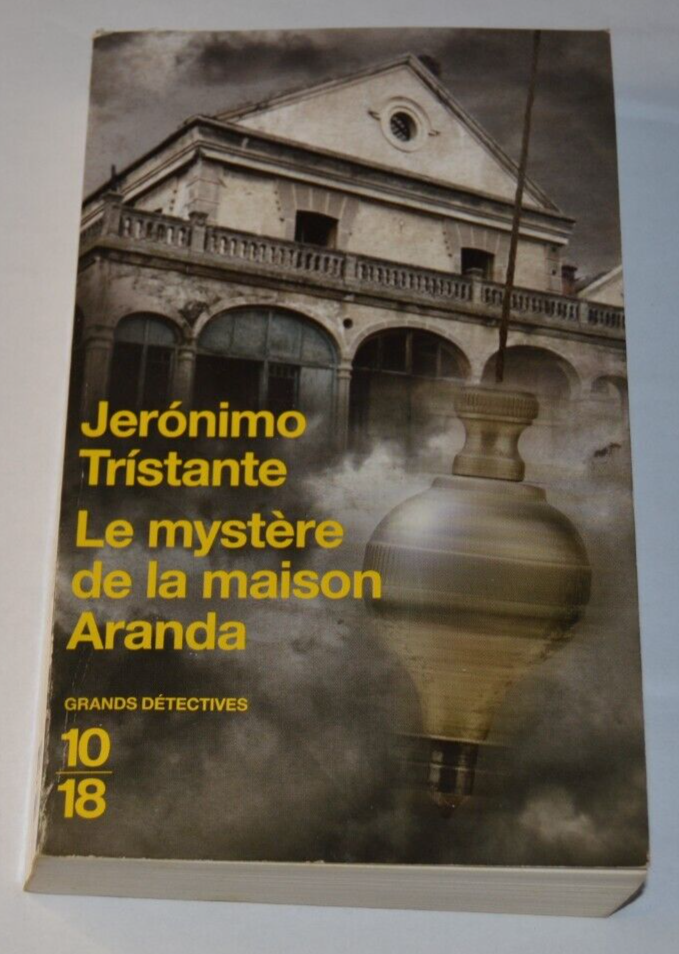 Jerónimo
Trístante
Le mystère
de la maison
Aranda
GRANDS DÉTECTIVES
10
18